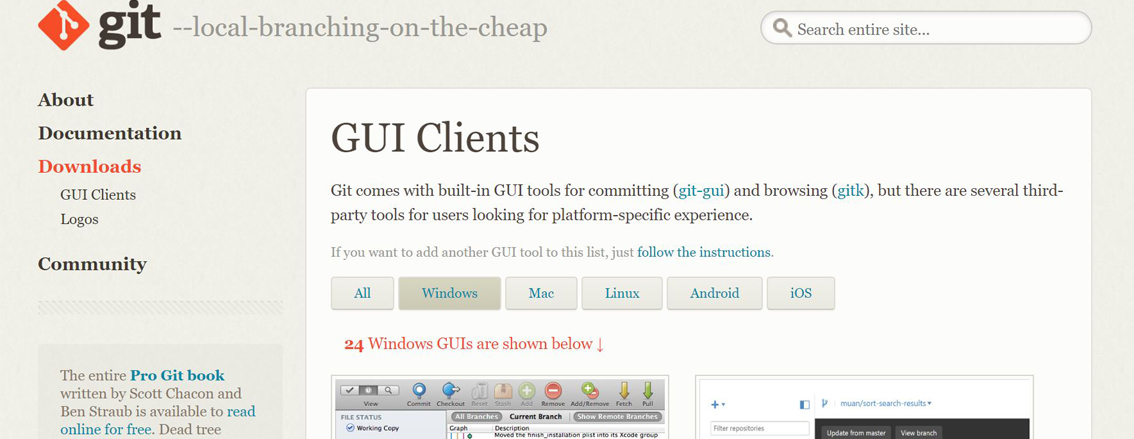 git --local-branching-on-the-cheap
Search entire site...
About
Documentation
Downloads
GUI Clients
Logos
Community
The entire Pro Git book
written by Scott Chacon and
Ben Straub is available to read
online for free. Dead tree
GUI Clients
Git comes with built-in GUI tools for committing (git-gui) and browsing (gitk), but there are several third-
party tools for users looking for platform-specific experience.
If you want to add another GUI tool to this list, just follow the instructions.
All Windows Mac Linux Android iOS
24 Windows GUIs are shown below ↓
View Commit Checkout Reset Stash Add Remove Add/Remove Fetch Pull
FILE STATUS
Working Copy
All Branches Current Branch Show Remote Branches
Graph Description
Moved the finish_installation plist into its Xcode group
muan/sort-search-results
Filter repositories
Update from master View branch